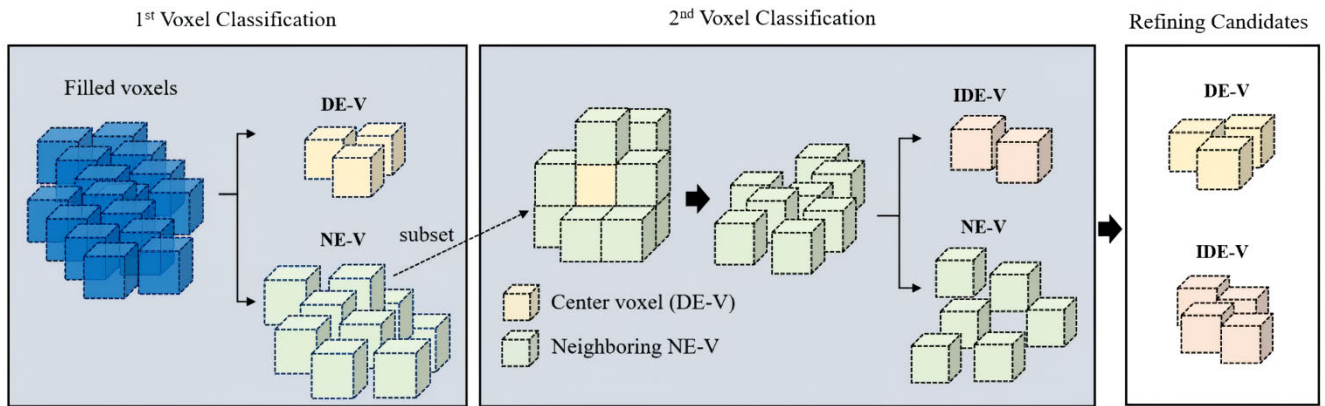 1st Voxel Classification
2nd Voxel Classification
Refining Candidates
Filled voxels
DE-V
NE-V
subset
Center voxel (DE-V)
Neighboring NE-V
IDE-V
NE-V
DE-V
IDE-V